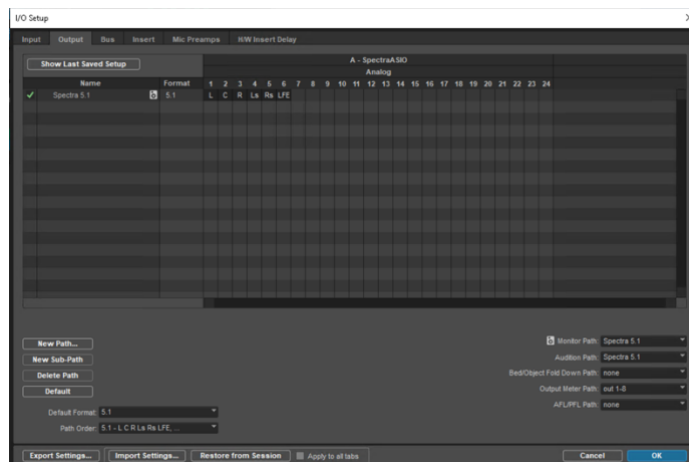 I/O Setup
Input Output Bus Insert Mic Preamps H/W Insert Delay
Show Last Saved Setup
A - SpectraASIO
Analog
Name Format 1 2 3 4 5 6 7 8 9 10 11 12 13 14 15 16 17 18 19 20 21 22 23 24
Spectra 5.1 5.1 L C R Ls Rs LFE
New Path...
New Sub-Path
Delete Path
Default
Default Format: 5.1
Path Order: 5.1 - L C R Ls Rs LFE, ...
Monitor Path: Spectra 5.1
Audition Path: Spectra 5.1
Bed/Object Fold Down Path: none
Output Meter Path: out 1-8
AFL/PFL Path: none
Export Settings... Import Settings... Restore from Session Apply to all tabs Cancel OK